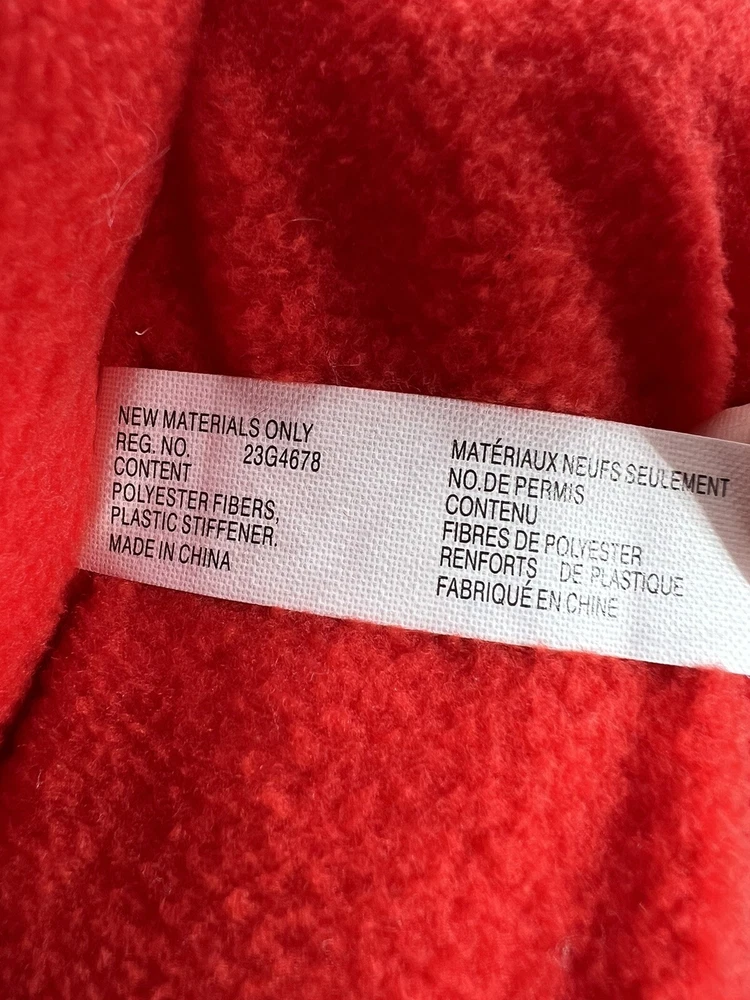 NEW MATERIALS ONLY
REG. NO. 23G4678
CONTENT
POLYESTER FIBERS,
PLASTIC STIFFENER.
MADE IN CHINA
MATÉRIAUX NEUFS SEULEMENT
NO.DE PERMIS
CONTENU
FIBRES DE POLYESTER
RENFORTS DE PLASTIQUE
FABRIQUÉ EN CHINE